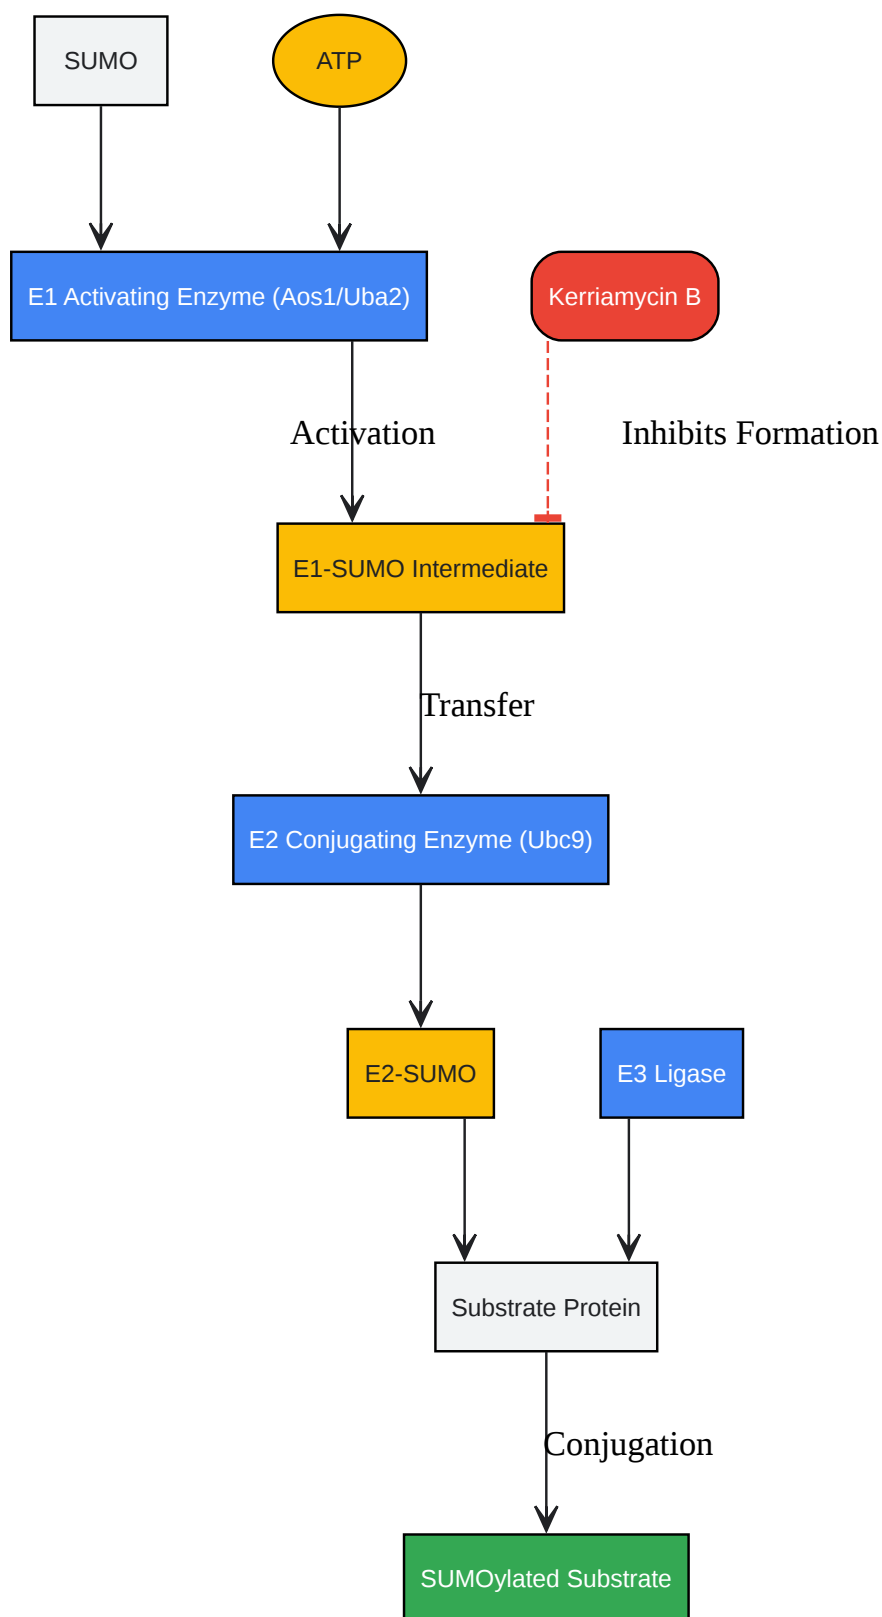 SUMO
ATP
E1 Activating Enzyme (Aos1/Uba2)
Kerriamycin B
Activation
Inhibits Formation
E1-SUMO Intermediate
Transfer
E2 Conjugating Enzyme (Ubc9)
E2-SUMO
E3 Ligase
Substrate Protein
Conjugation
SUMOylated Substrate